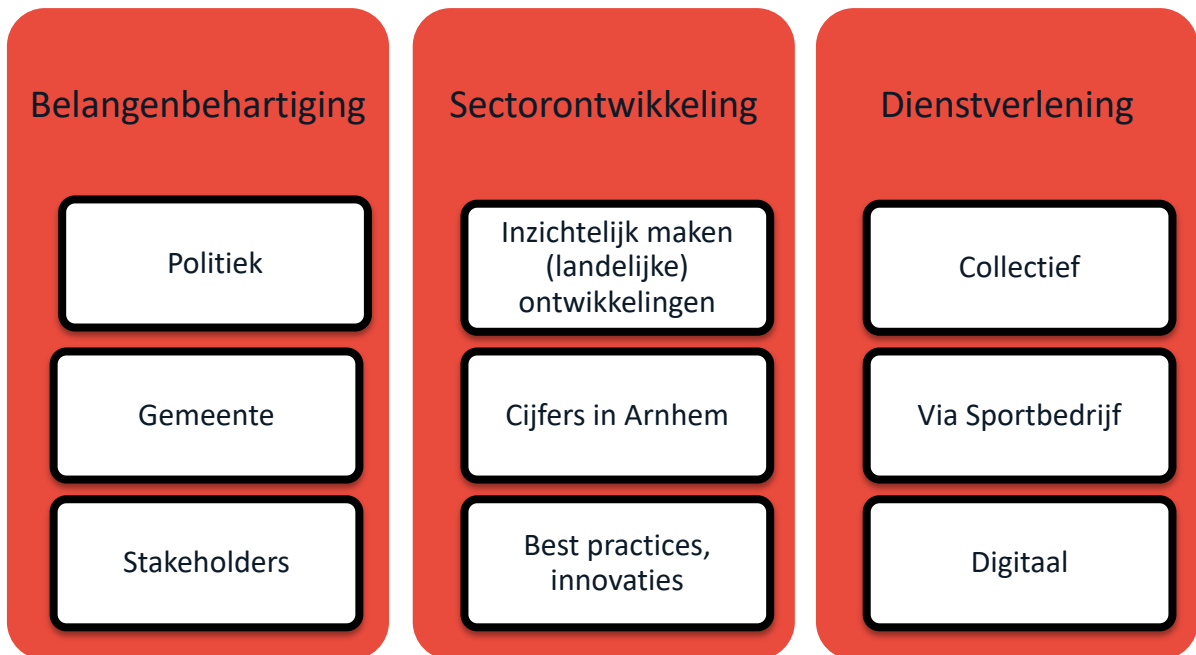 Belangenbehartiging
Politiek
Gemeente
Stakeholders
Sectorontwikkeling
Inzichtelijk maken
(landelijke)
ontwikkelingen
Cijfers in Arnhem
Best practices,
innovaties
Dienstverlening
Collectief
Via Sportbedrijf
Digitaal